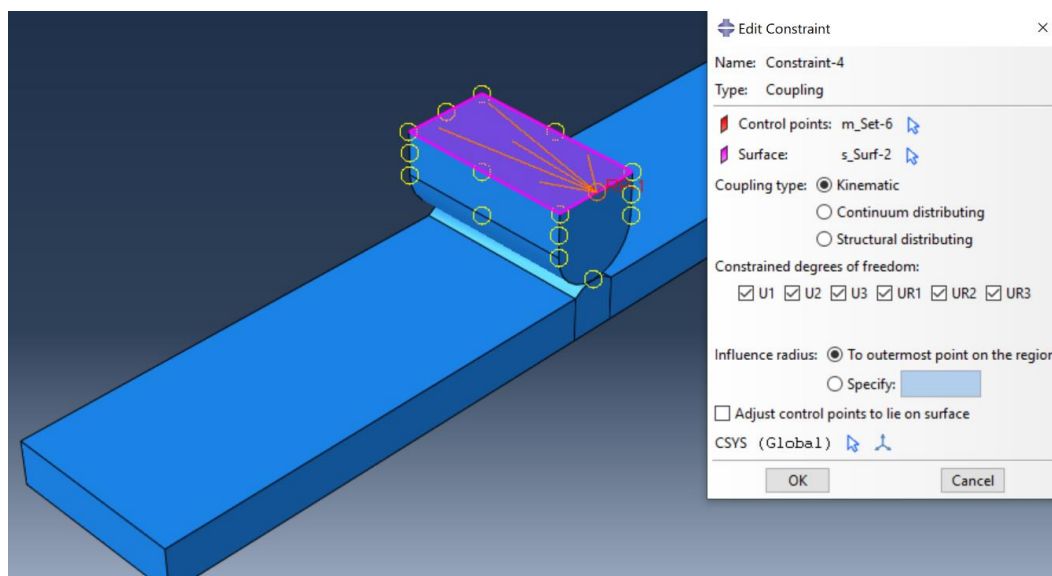 Edit Constraint
Name: Constraint-4
Type: Coupling
Control points: m_Set-6
Surface: s_Surf-2
Coupling type: Kinematic
Continuum distributing
Structural distributing
Constrained degrees of freedom:
U1 U2 U3 UR1 UR2 UR3
Influence radius: To outermost point on the region
Specify:
Adjust control points to lie on surface
CSYS (Global)
OK Cancel